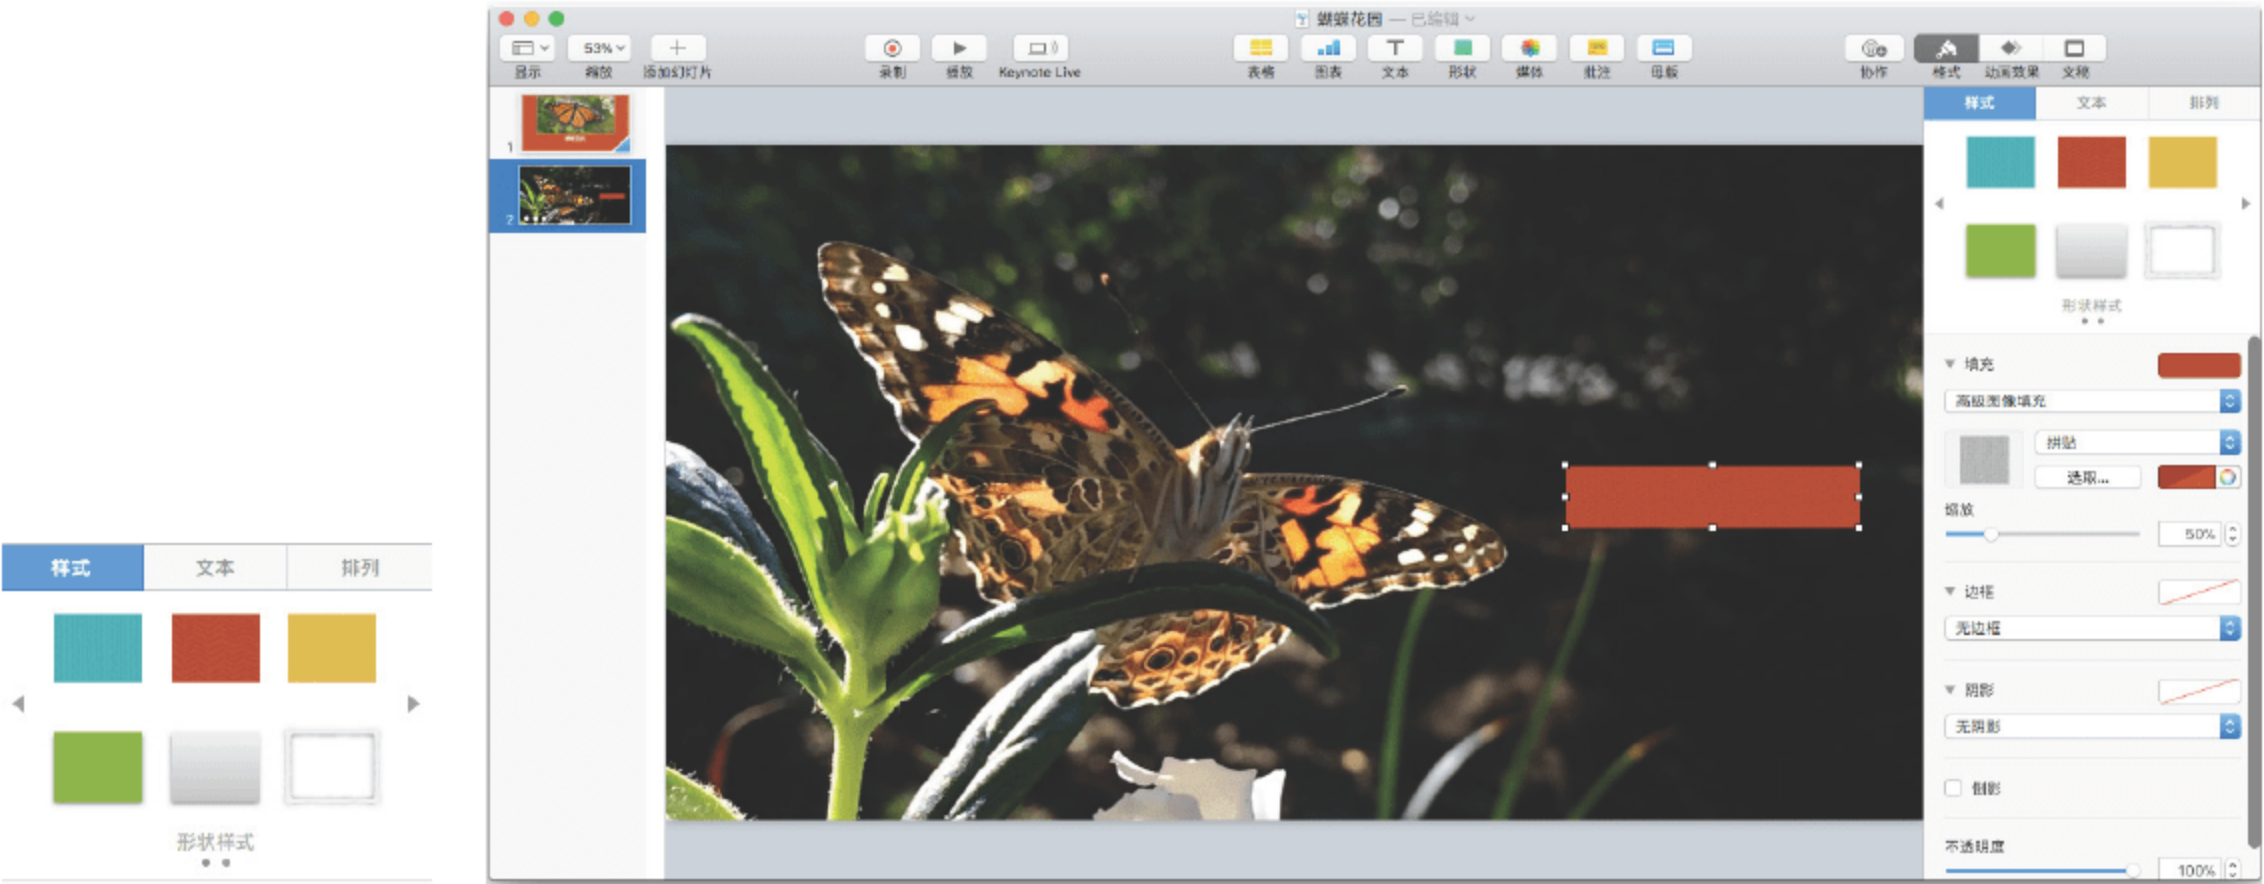 样式 文本 排列
形状样式
蝴蝶花园 — 已编辑
53%
显示 缩放 添加幻灯片 录制 播放 Keynote Live 表格 图表 文本 形状 媒体 批注 母版 协作 格式 动画效果 文稿
1
2
样式 文本 排列
形状样式
填充
高级图像填充
拼贴
选取...
缩放
50%
边框
无边框
阴影
无阴影
倒影
不透明度
100%